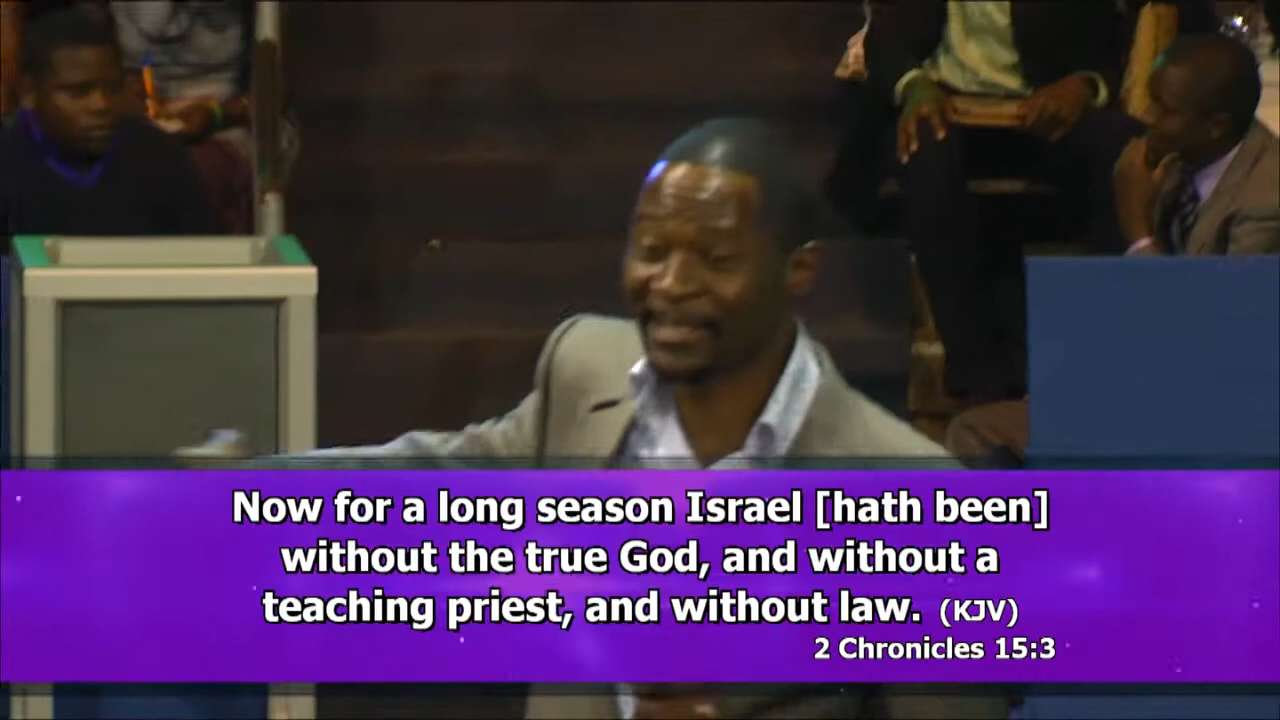 Now for a long season Israel [hath been]
without the true God, and without a
teaching priest, and without law. (KJV)
2 Chronicles 15:3